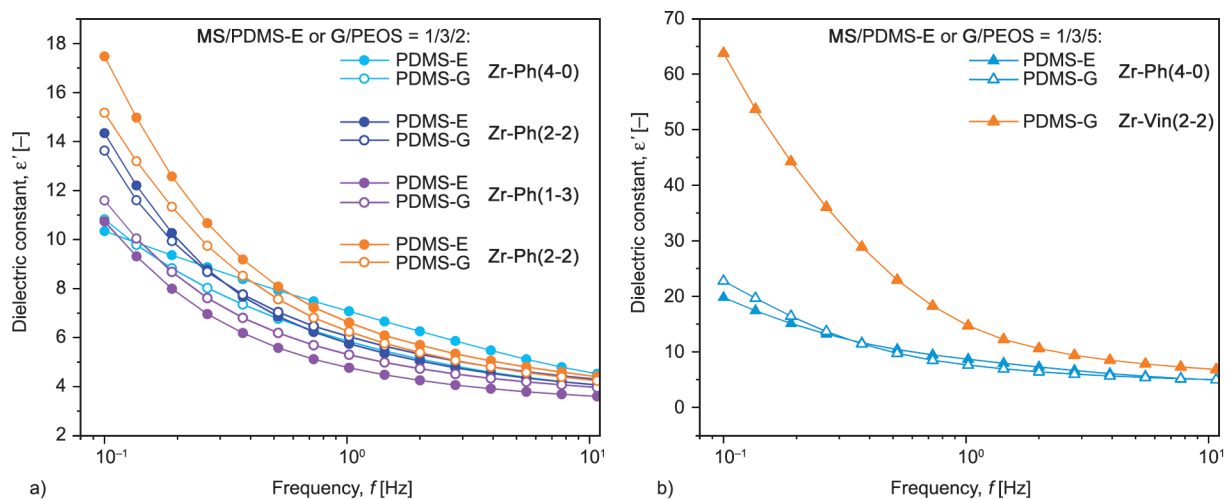 MS/PDMS-E or G/PEOS = 1/3/2:
PDMS-E
PDMS-G
Zr-Ph(4-0)
PDMS-E
PDMS-G
Zr-Ph(2-2)
PDMS-E
PDMS-G
Zr-Ph(1-3)
PDMS-E
PDMS-G
Zr-Ph(2-2)
18
16
14
12
10
8
6
4
2
Dielectric constant, ε′ [–]
10⁻¹ 10⁰ 10¹
Frequency, f [Hz]
a)
MS/PDMS-E or G/PEOS = 1/3/5:
PDMS-E
PDMS-G
Zr-Ph(4-0)
PDMS-G Zr-Vin(2-2)
70
60
50
40
30
20
10
0
Dielectric constant, ε′ [–]
10⁻¹ 10⁰ 10¹
Frequency, f [Hz]
b)